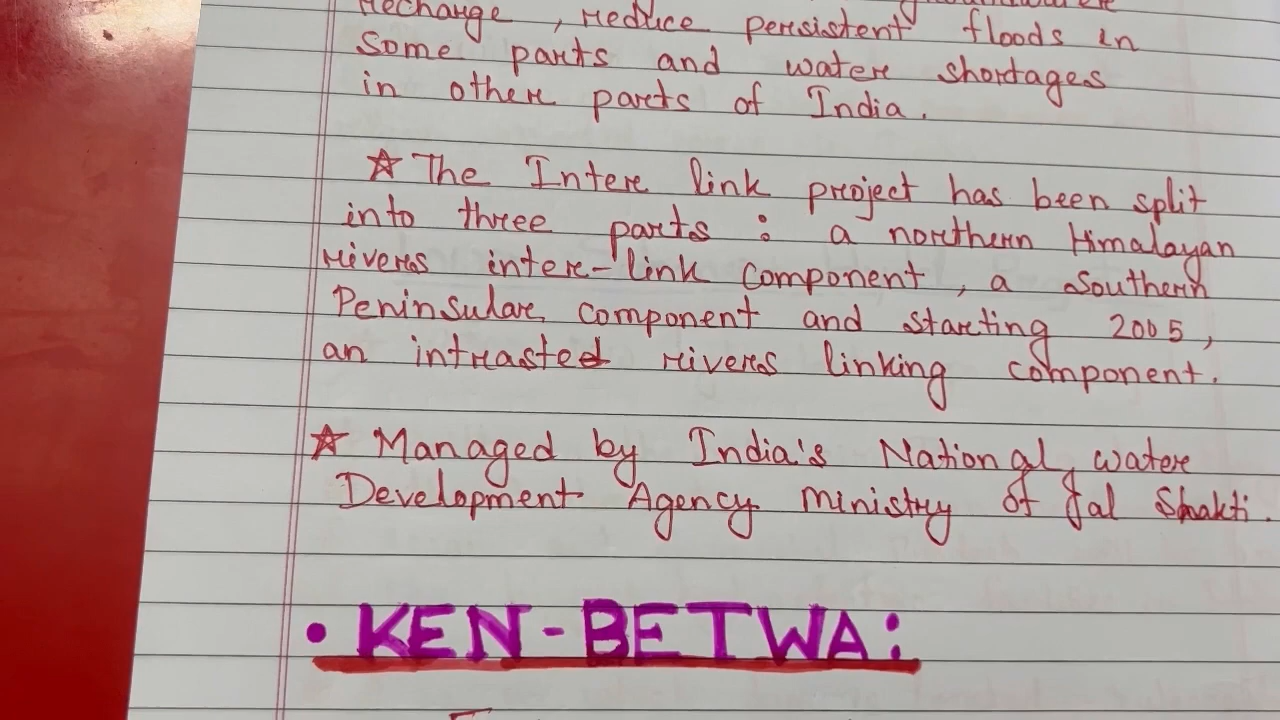 Recharge , reduce persistent floods in
some parts and water shortages
in other parts of India.
☆ The Inter link project has been split
into three parts : a northern Himalayan
rivers inter-link component , a Southern
Peninsular component and starting 2005 ,
an intrasted rivers linking component.
☆ Managed by India's National water
Development Agency ministry of Jal Shakti.
• KEN-BETWA: